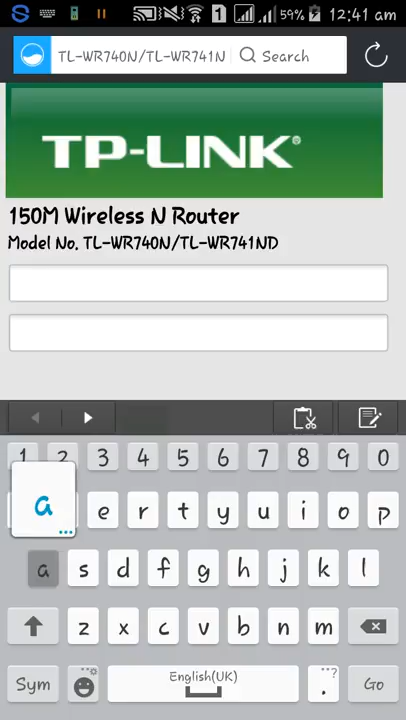 1 59% 12:41 am
TL-WR740N/TL-WR741N Search
TP-LINK®
150M Wireless N Router
Model No. TL-WR740N/TL-WR741ND
1 2 3 4 5 6 7 8 9 0
a e r t y u i o p
a s d f g h j k l
z x c v b n m
English(UK)
Sym . ...? Go